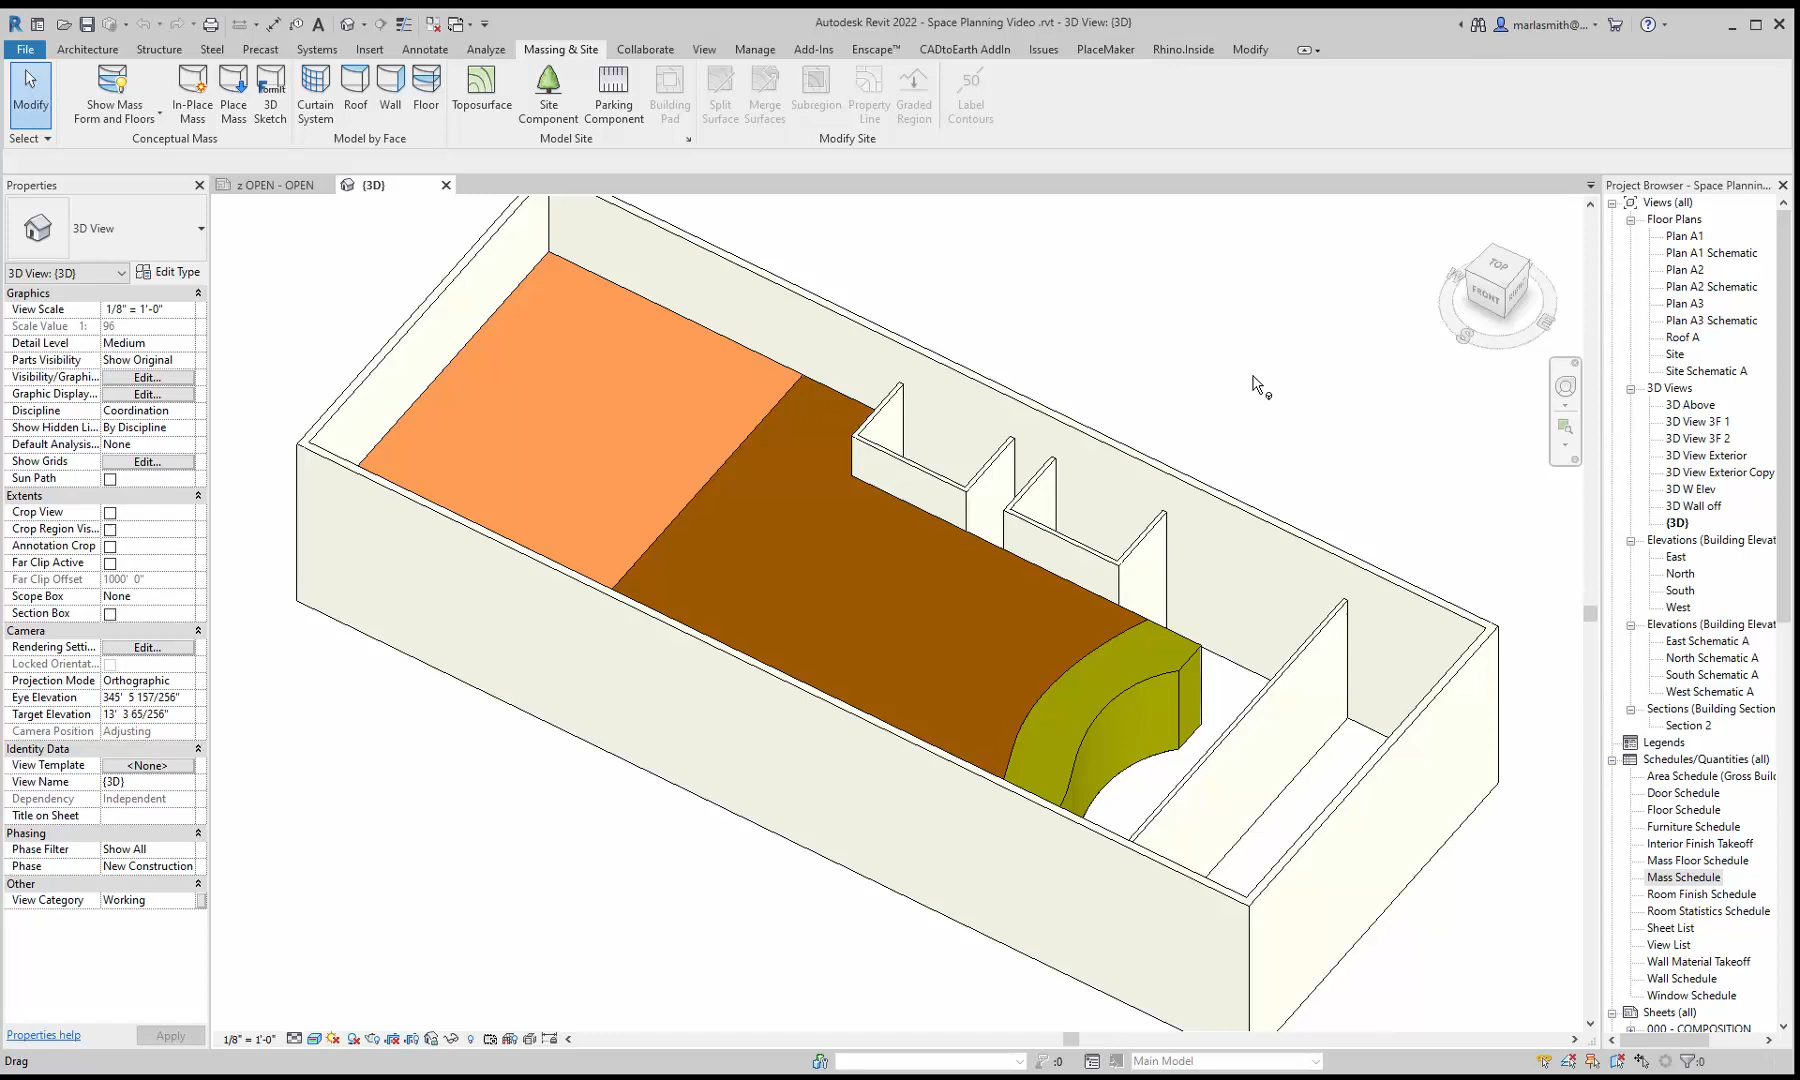 Autodesk Revit 2022 - Space Planning Video .rvt - 3D View: {3D}
marlasmith@...
File Architecture Structure Steel Precast Systems Insert Annotate Analyze Massing & Site Collaborate View Manage Add-Ins Enscape™ CADtoEarth AddIn Issues PlaceMaker Rhino.Inside Modify
Modify
Show Mass Form and Floors
In-Place Mass
Place Mass
FormIt 3D Sketch
Curtain System
Roof
Wall
Floor
Toposurface
Site Component
Parking Component
Building Pad
Split Surface
Merge Surfaces
Subregion
Property Line
Graded Region
50
Label Contours
Select Conceptual Mass Model by Face Model Site Modify Site
Properties
3D View
3D View: {3D} Edit Type
Graphics
View Scale 1/8" = 1'-0"
Scale Value 1: 96
Detail Level Medium
Parts Visibility Show Original
Visibility/Graphi... Edit...
Graphic Display... Edit...
Discipline Coordination
Show Hidden Li... By Discipline
Default Analysis... None
Show Grids Edit...
Sun Path
Extents
Crop View
Crop Region Vis...
Annotation Crop
Far Clip Active
Far Clip Offset 1000' 0"
Scope Box None
Section Box
Camera
Rendering Setti... Edit...
Locked Orientat...
Projection Mode Orthographic
Eye Elevation 345' 5 157/256"
Target Elevation 13' 3 65/256"
Camera Position Adjusting
Identity Data
View Template <None>
View Name {3D}
Dependency Independent
Title on Sheet
Phasing
Phase Filter Show All
Phase New Construction
Other
View Category Working
Properties help Apply
z OPEN - OPEN {3D}
TOP
FRONT
W
S
E
1/8" = 1'-0"
Project Browser - Space Plannin...
Views (all)
Floor Plans
Plan A1
Plan A1 Schematic
Plan A2
Plan A2 Schematic
Plan A3
Plan A3 Schematic
Roof A
Site
Site Schematic A
3D Views
3D Above
3D View 3F 1
3D View 3F 2
3D View Exterior
3D View Exterior Copy
3D W Elev
3D Wall off
{3D}
Elevations (Building Elevat
East
North
South
West
Elevations (Building Elevat
East Schematic A
North Schematic A
South Schematic A
West Schematic A
Sections (Building Section
Section 2
Legends
Schedules/Quantities (all)
Area Schedule (Gross Build
Door Schedule
Floor Schedule
Furniture Schedule
Interior Finish Takeoff
Mass Floor Schedule
Mass Schedule
Room Finish Schedule
Room Statistics Schedule
Sheet List
View List
Wall Material Takeoff
Wall Schedule
Window Schedule
Sheets (all)
000 - COMPOSITION
Drag
:0
Main Model
:0